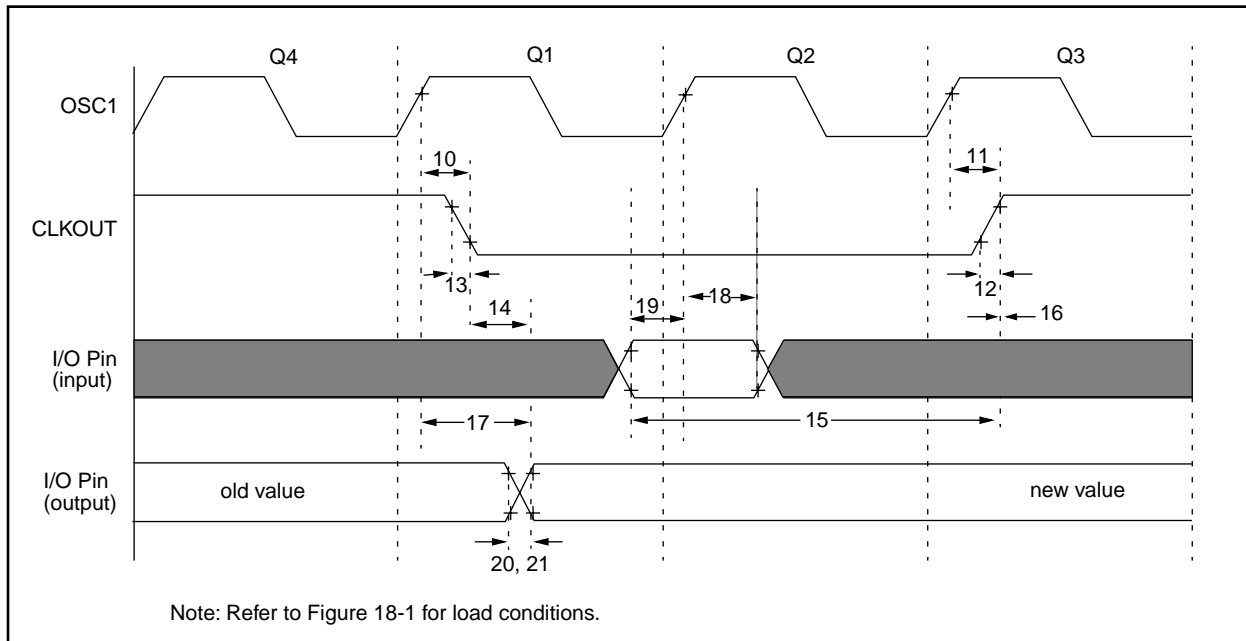 Q4 Q1 Q2 Q3
OSC1
10 11
CLKOUT
13 12
14 19 18 16
I/O Pin
(input)
17 15
I/O Pin
(output)
old value new value
20, 21
Note: Refer to Figure 18-1 for load conditions.